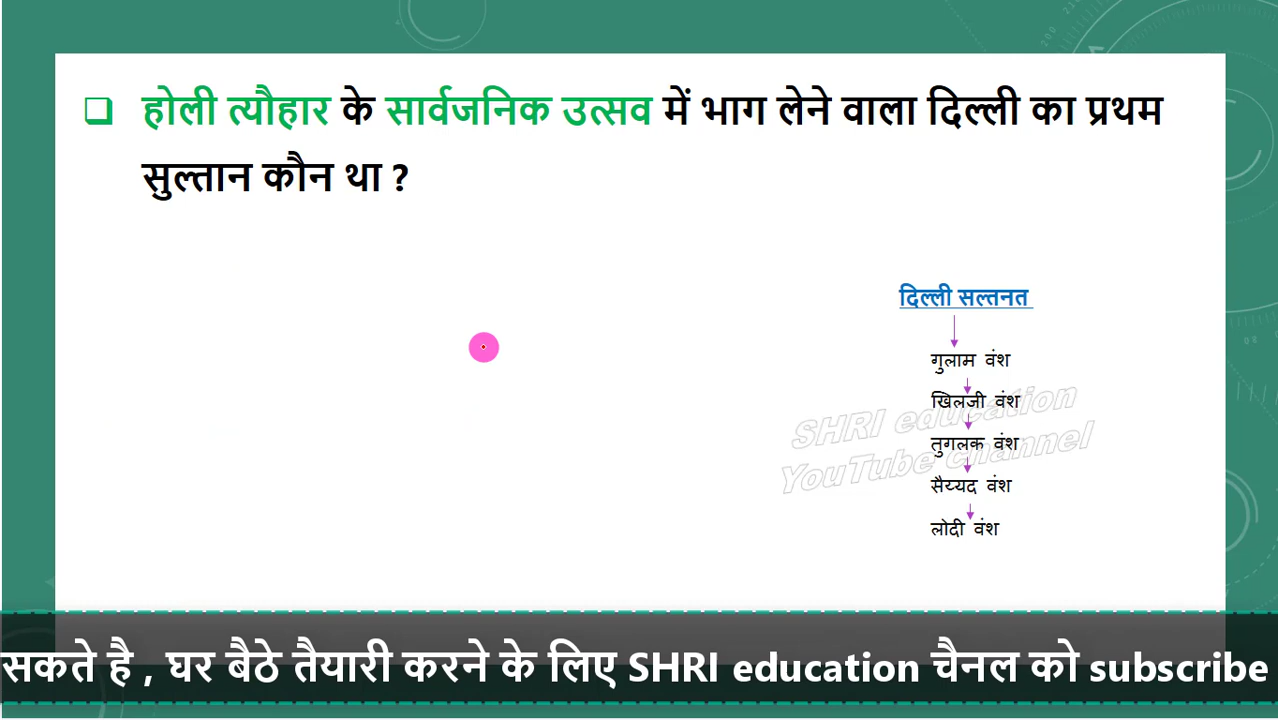 होली त्यौहार के सार्वजनिक उत्सव में भाग लेने वाला दिल्ली का प्रथम
सुल्तान कौन था ?
दिल्ली सल्तनत
गुलाम वंश
खिलजी वंश
तुगलक वंश
सैय्यद वंश
लोदी वंश
SHRI education
YouTube channel
सकते है , घर बैठे तैयारी करने के लिए SHRI education चैनल को subscribe